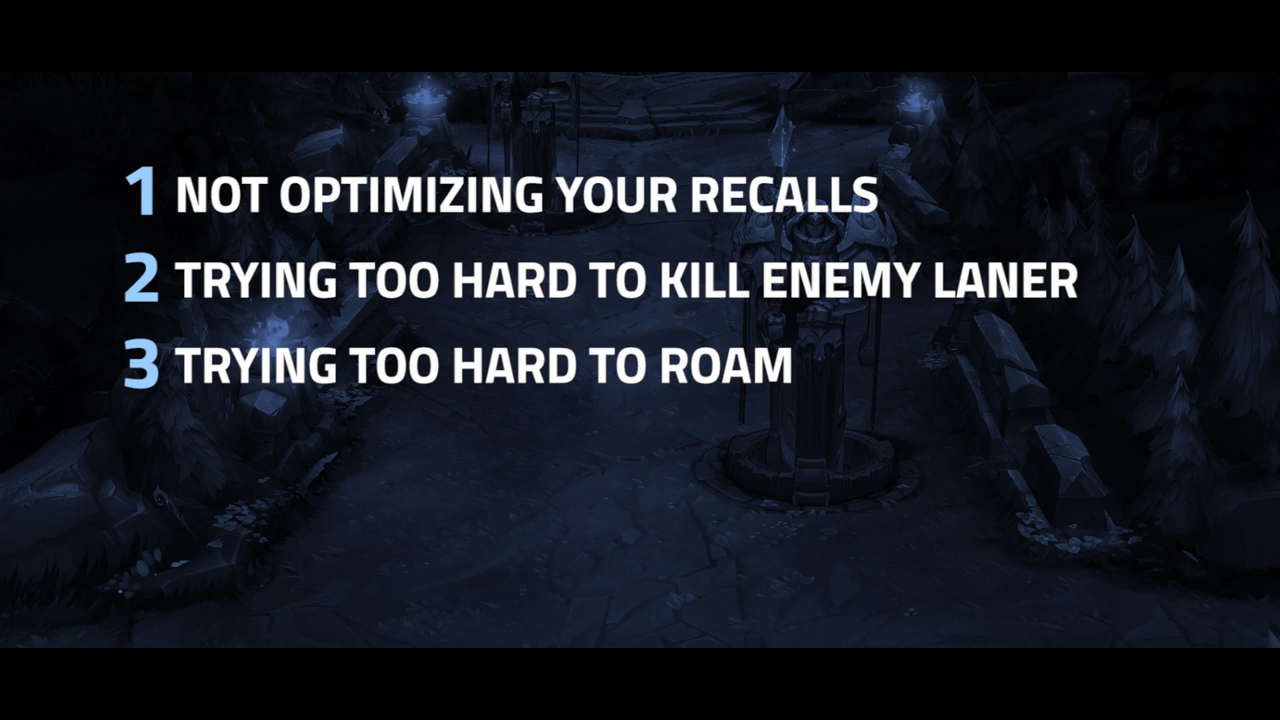 1 NOT OPTIMIZING YOUR RECALLS
2 TRYING TOO HARD TO KILL ENEMY LANER
3 TRYING TOO HARD TO ROAM